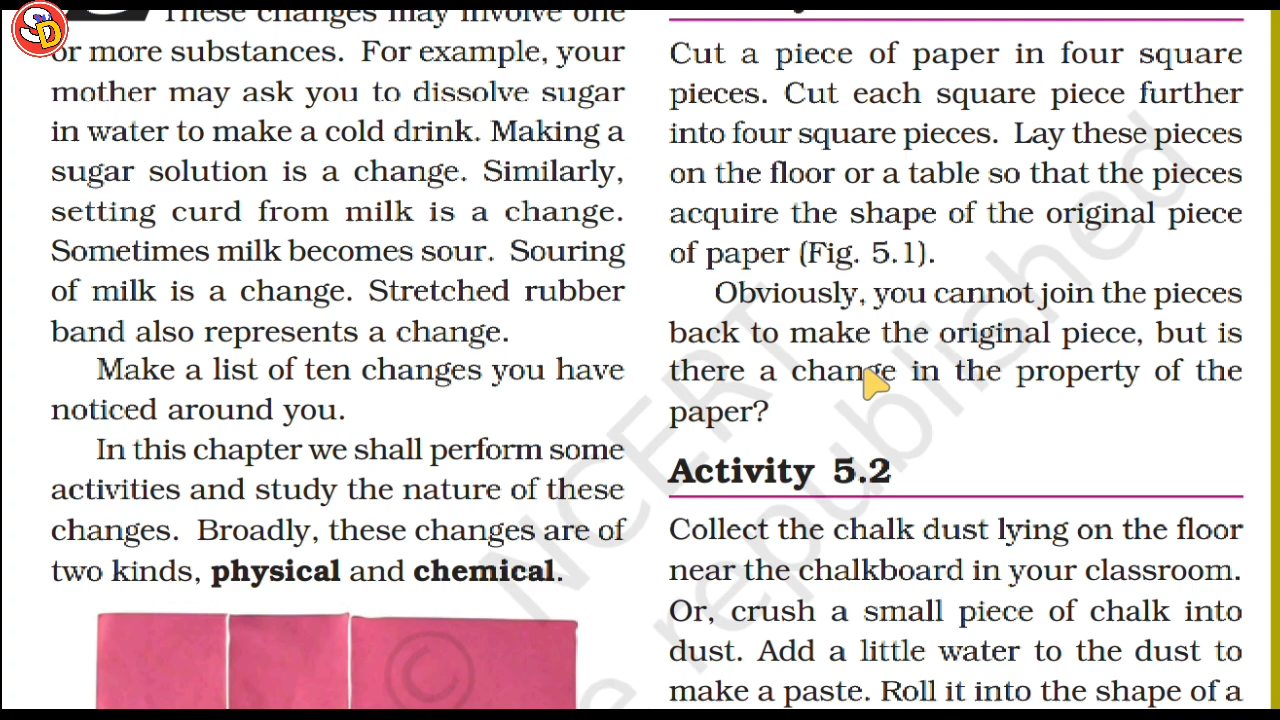 SD
These changes may involve one
or more substances. For example, your
mother may ask you to dissolve sugar
in water to make a cold drink. Making a
sugar solution is a change. Similarly,
setting curd from milk is a change.
Sometimes milk becomes sour. Souring
of milk is a change. Stretched rubber
band also represents a change.
Make a list of ten changes you have
noticed around you.
In this chapter we shall perform some
activities and study the nature of these
changes. Broadly, these changes are of
two kinds, physical and chemical.
Cut a piece of paper in four square
pieces. Cut each square piece further
into four square pieces. Lay these pieces
on the floor or a table so that the pieces
acquire the shape of the original piece
of paper (Fig. 5.1).
Obviously, you cannot join the pieces
back to make the original piece, but is
there a change in the property of the
paper?
Activity 5.2
Collect the chalk dust lying on the floor
near the chalkboard in your classroom.
Or, crush a small piece of chalk into
dust. Add a little water to the dust to
make a paste. Roll it into the shape of a
© NCERT
republished